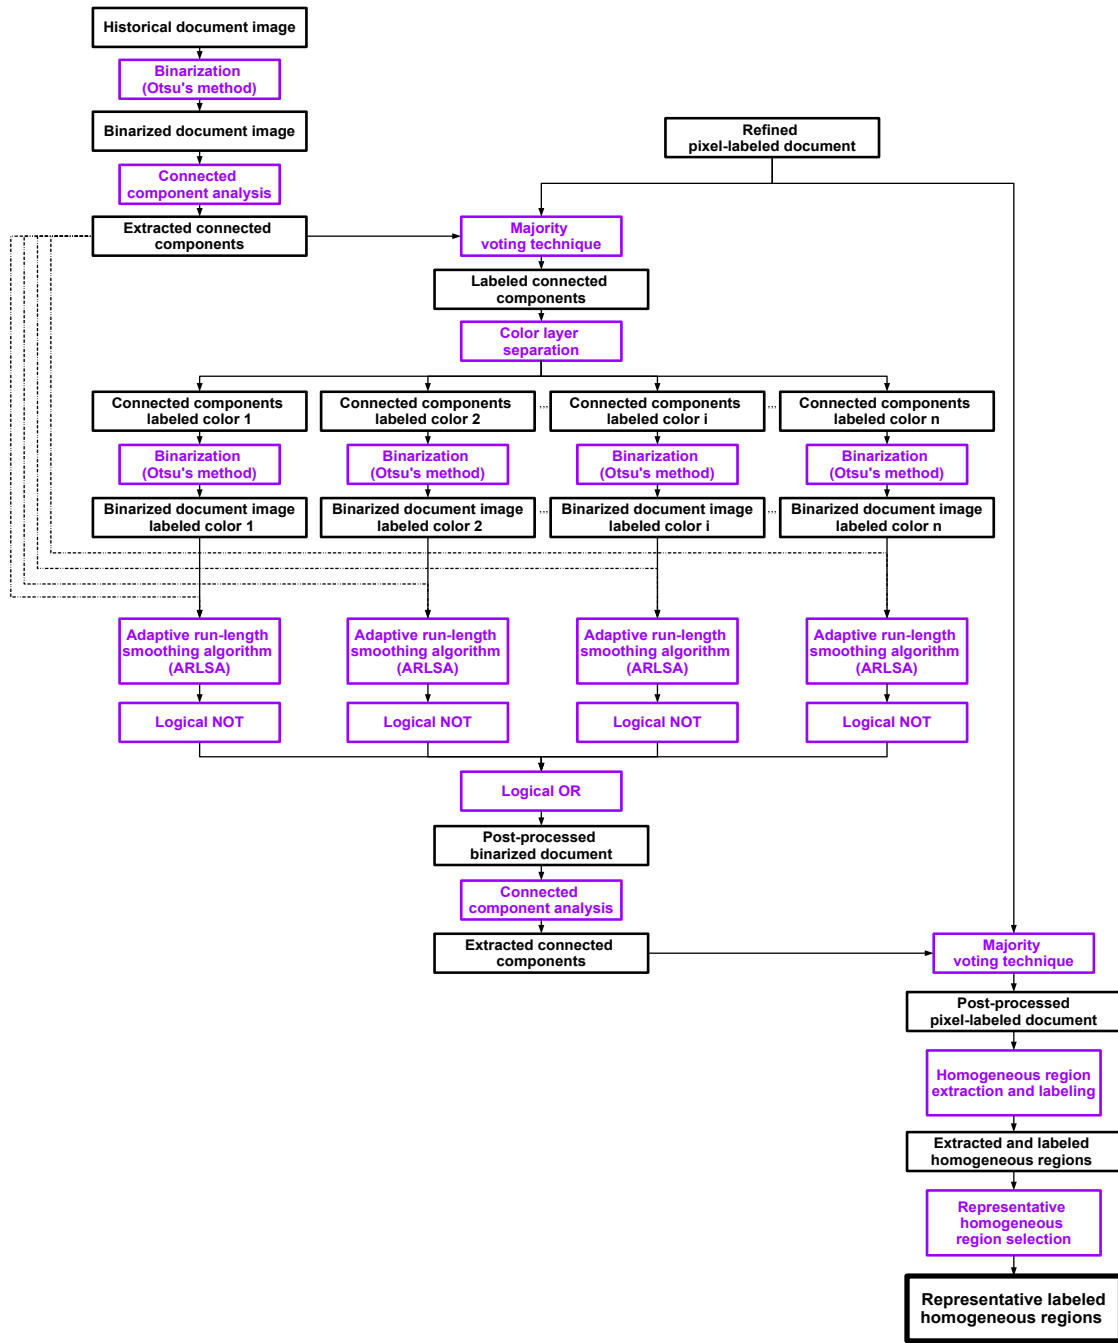 Historical document image
Binarization
(Otsu's method)
Binarized document image
Refined
pixel-labeled document
Connected
component analysis
Extracted connected
components
Majority
voting technique
Labeled connected
components
Color layer
separation
Connected components
labeled color 1
Connected components
labeled color 2
...
Connected components
labeled color i
...
Connected components
labeled color n
Binarization
(Otsu's method)
Binarization
(Otsu's method)
Binarization
(Otsu's method)
Binarization
(Otsu's method)
Binarized document image
labeled color 1
Binarized document image
labeled color 2
...
Binarized document image
labeled color i
...
Binarized document image
labeled color n
Adaptive run-length
smoothing algorithm
(ARLSA)
Adaptive run-length
smoothing algorithm
(ARLSA)
Adaptive run-length
smoothing algorithm
(ARLSA)
Adaptive run-length
smoothing algorithm
(ARLSA)
Logical NOT
Logical NOT
Logical NOT
Logical NOT
Logical OR
Post-processed
binarized document
Connected
component analysis
Extracted connected
components
Majority
voting technique
Post-processed
pixel-labeled document
Homogeneous region
extraction and labeling
Extracted and labeled
homogeneous regions
Representative
homogeneous
region selection
Representative labeled
homogeneous regions